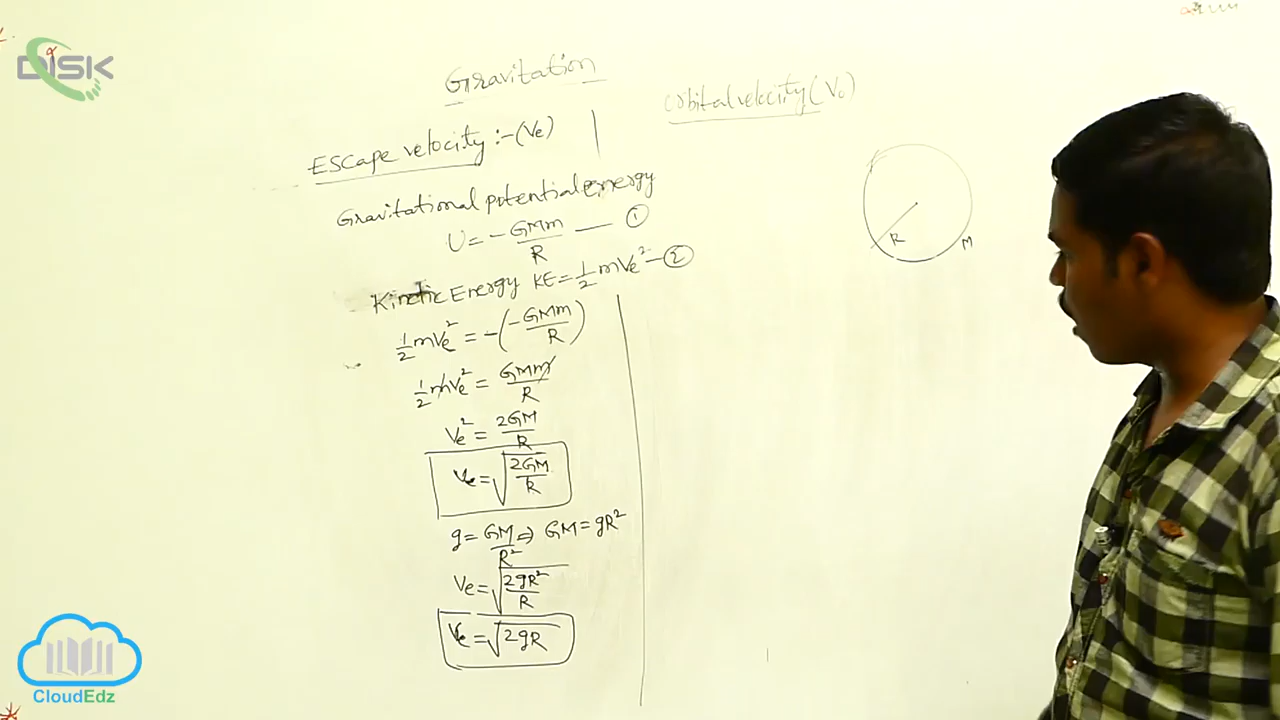 DISK
Gravitation
Escape velocity :- (Ve)
Gravitational potential energy
U = - GMm/R — ①
Kinetic Energy KE = 1/2 mVe² — ②
1/2 mVe² = -(-GMm/R)
1/2 mVe² = GMm/R
Ve² = 2GM/R
Ve = √(2GM/R)
g = GM/R² ⇒ GM = gR²
Ve = √(2gR²/R)
Ve = √2gR
Orbital velocity (Vo)
R
M
CloudEdz